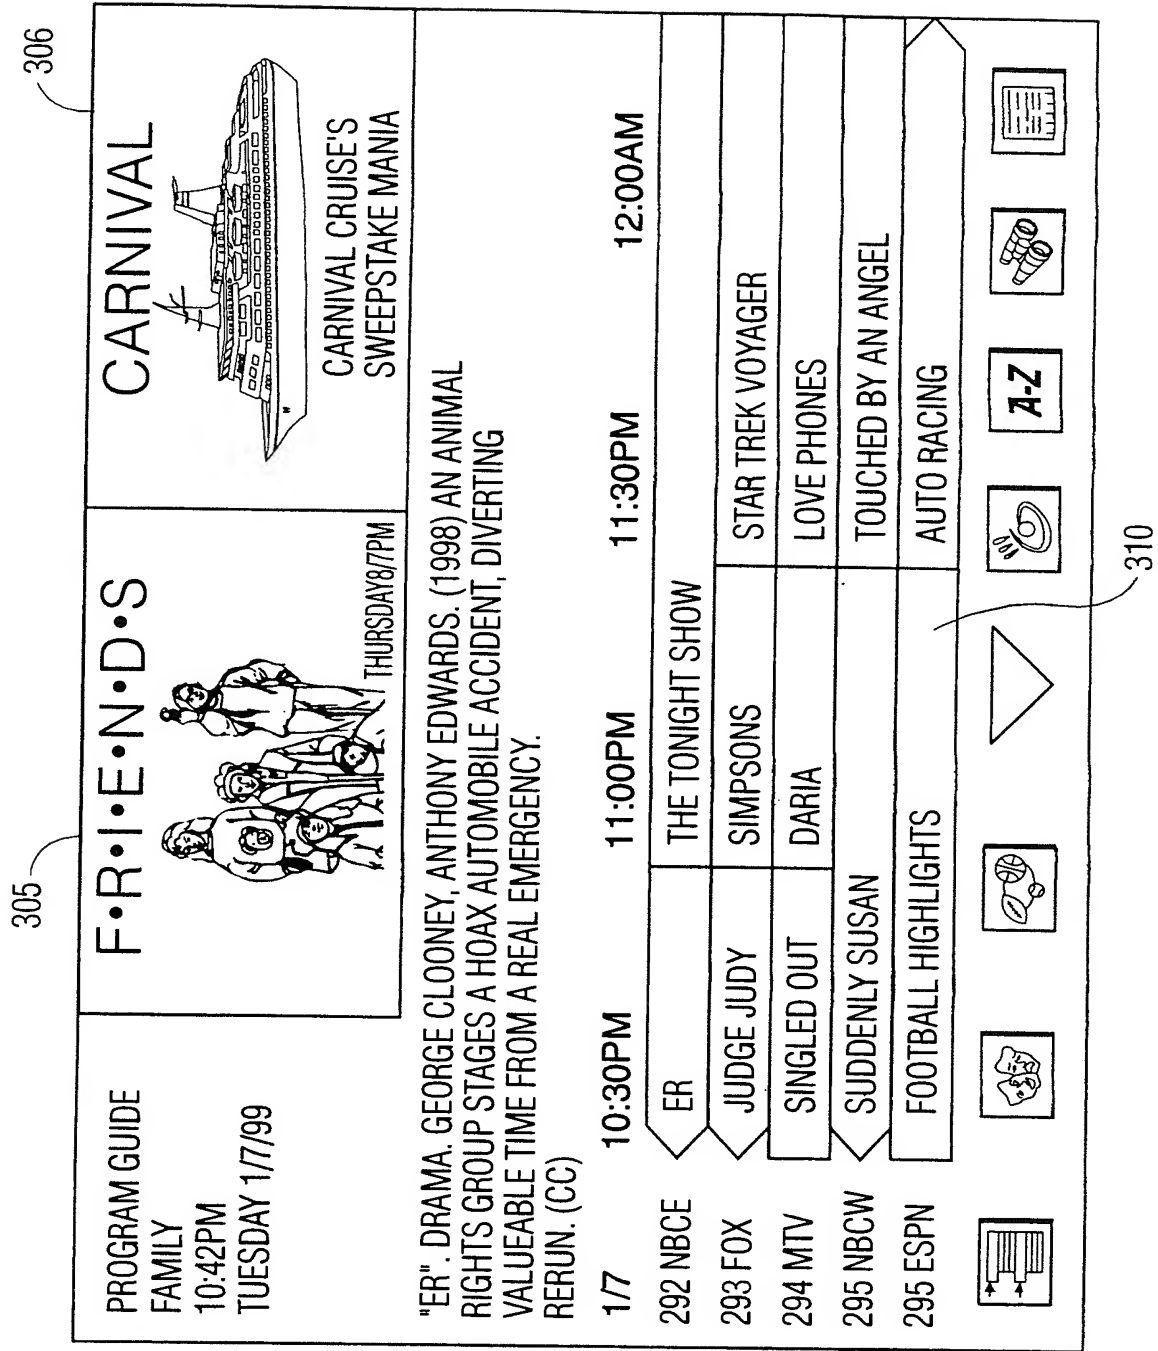 305
306
PROGRAM GUIDE
FAMILY
10:42PM
TUESDAY 1/7/99
F•R•I•E•N•D•S
THURSDAY8/7PM
CARNIVAL
CARNIVAL CRUISE'S
SWEEPSTAKE MANIA
"ER". DRAMA. GEORGE CLOONEY, ANTHONY EDWARDS. (1998) AN ANIMAL
RIGHTS GROUP STAGES A HOAX AUTOMOBILE ACCIDENT, DIVERTING
VALUEABLE TIME FROM A REAL EMERGENCY.
RERUN. (CC)
1/7 10:30PM 11:00PM 11:30PM 12:00AM
292 NBCE ER THE TONIGHT SHOW
293 FOX JUDGE JUDY SIMPSONS STAR TREK VOYAGER
294 MTV SINGLED OUT DARIA LOVE PHONES
295 NBCW SUDDENLY SUSAN TOUCHED BY AN ANGEL
295 ESPN FOOTBALL HIGHLIGHTS AUTO RACING
A-Z
310